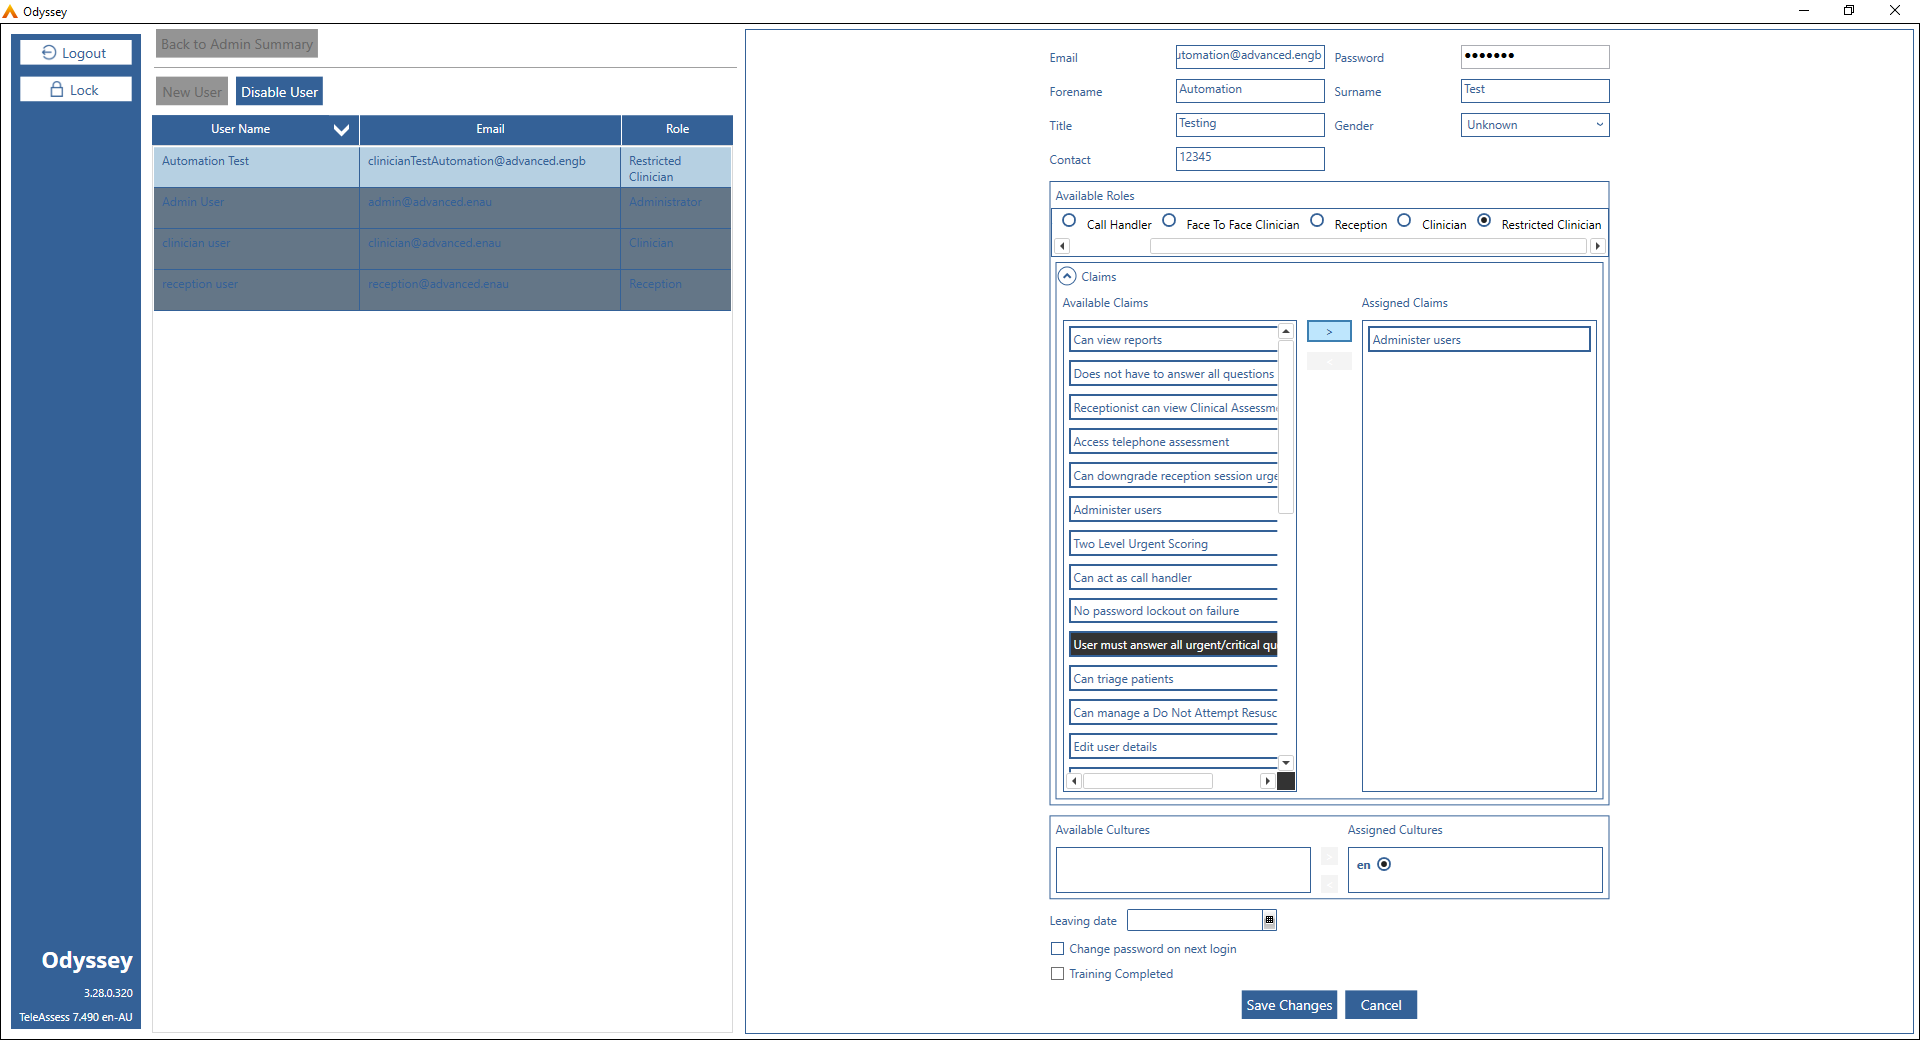 Odyssey
Logout
Lock
Back to Admin Summary
New User
Disable User
User Name
Email
Role
Automation Test
clinicianTestAutomation@advanced.engb
Restricted
Clinician
Admin User
admin@advanced.enau
Administrator
clinician user
clinician@advanced.enau
Clinician
reception user
reception@advanced.enau
Reception
Odyssey
3.28.0.320
TeleAssess 7.490 en-AU
Email
utomation@advanced.engb
Password
●●●●●●●
Forename
Automation
Surname
Test
Title
Testing
Gender
Unknown
Contact
12345
Available Roles
Call Handler
Face To Face Clinician
Reception
Clinician
Restricted Clinician
Claims
Available Claims
Assigned Claims
Can view reports
Does not have to answer all questions
Receptionist can view Clinical Assessm
Access telephone assessment
Can downgrade reception session urge
Administer users
Two Level Urgent Scoring
Can act as call handler
No password lockout on failure
User must answer all urgent/critical qu
Can triage patients
Can manage a Do Not Attempt Resusc
Edit user details
>
<
Administer users
Available Cultures
Assigned Cultures
en
Leaving date
Change password on next login
Training Completed
Save Changes
Cancel